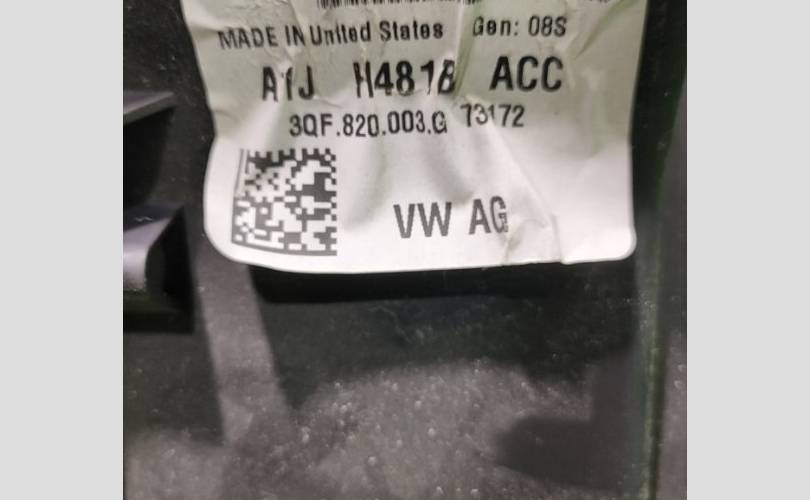 MADE IN United States Gen: 08S
A1J H4818 ACC
3QF.820.003.G 73172
VW AG